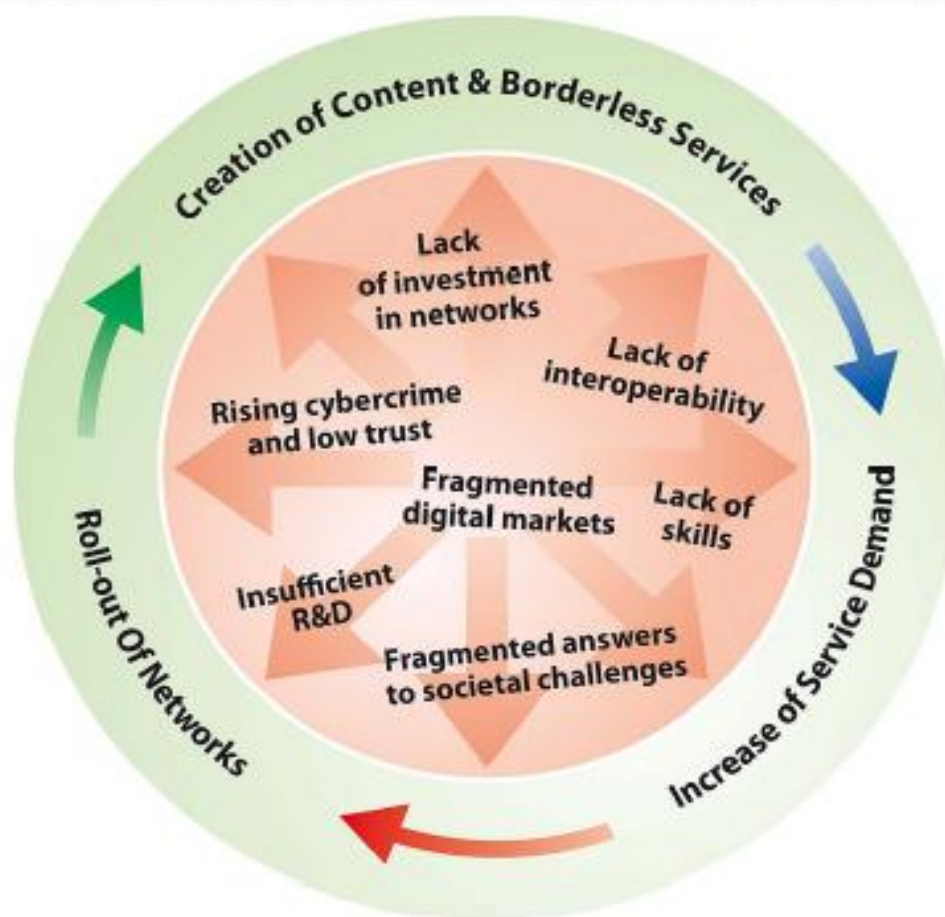 Creation of Content & Borderless Services
Lack
of investment
in networks
Lack of
interoperability
Rising cybercrime
and low trust
Fragmented
digital markets
Lack of
skills
Insufficient
R&D
Fragmented answers
to societal challenges
Increase of Service Demand
Roll-out Of Networks